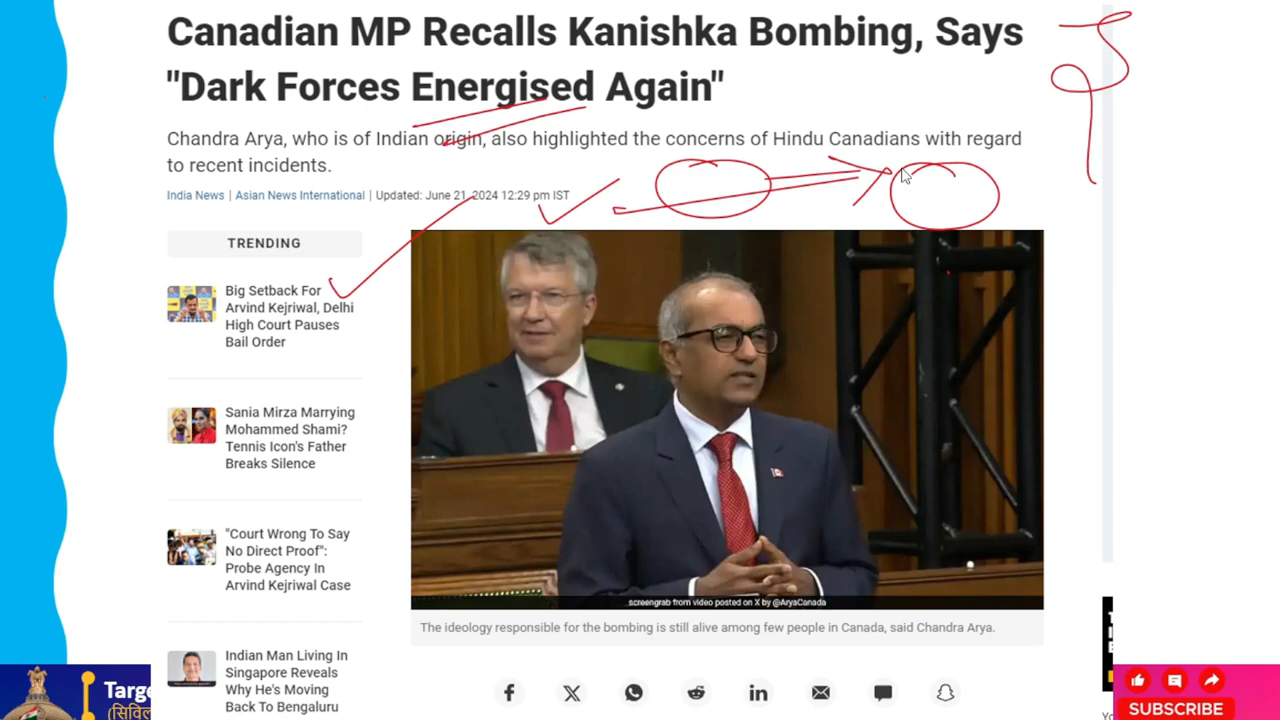 Canadian MP Recalls Kanishka Bombing, Says
"Dark Forces Energised Again"
Chandra Arya, who is of Indian origin, also highlighted the concerns of Hindu Canadians with regard
to recent incidents.
India News | Asian News International | Updated: June 21, 2024 12:29 pm IST
TRENDING
Big Setback For
Arvind Kejriwal, Delhi
High Court Pauses
Bail Order
Sania Mirza Marrying
Mohammed Shami?
Tennis Icon's Father
Breaks Silence
"Court Wrong To Say
No Direct Proof":
Probe Agency In
Arvind Kejriwal Case
Indian Man Living In
Singapore Reveals
Why He's Moving
Back To Bengaluru
screengrab from video posted on X by @AryaCanada
The ideology responsible for the bombing is still alive among few people in Canada, said Chandra Arya.
SUBSCRIBE